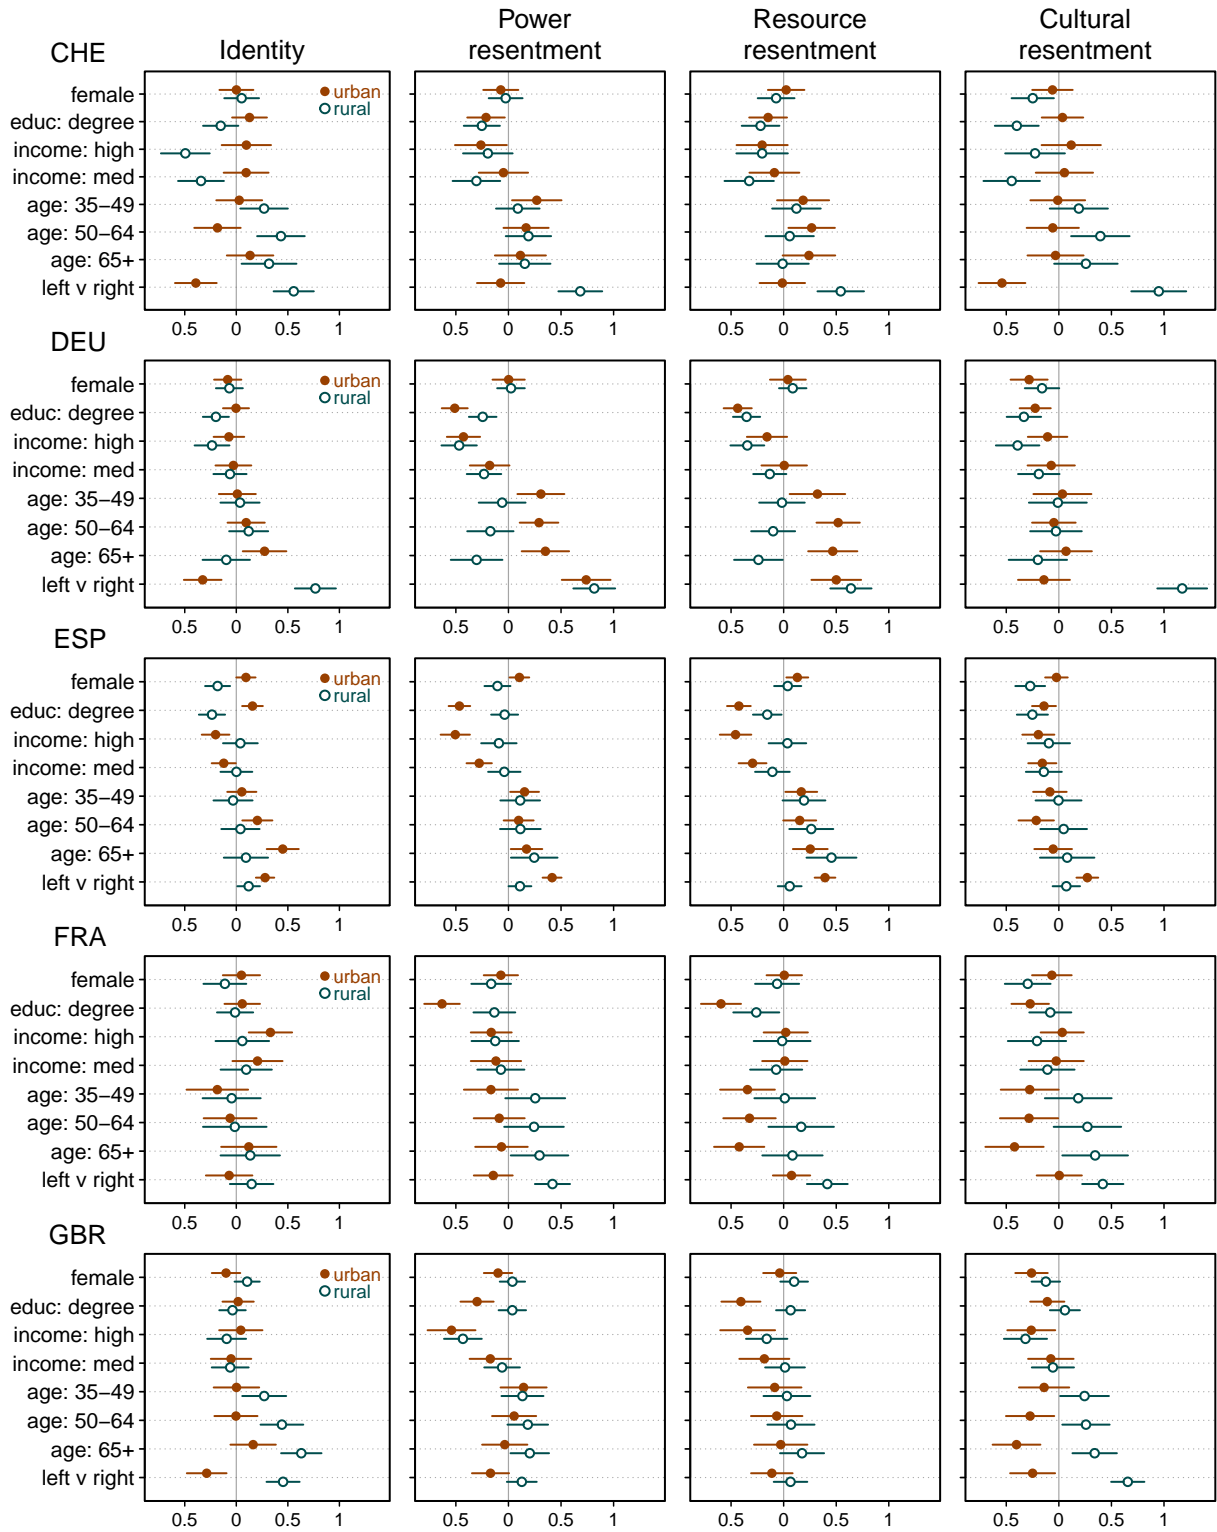 CHE
Identity
Power
resentment
Resource
resentment
Cultural
resentment
urban
rural
female
educ: degree
income: high
income: med
age: 35−49
age: 50−64
age: 65+
left v right
0.5 0 0.5 1
0.5 0 0.5 1
0.5 0 0.5 1
0.5 0 0.5 1
DEU
urban
rural
female
educ: degree
income: high
income: med
age: 35−49
age: 50−64
age: 65+
left v right
0.5 0 0.5 1
0.5 0 0.5 1
0.5 0 0.5 1
0.5 0 0.5 1
ESP
urban
rural
female
educ: degree
income: high
income: med
age: 35−49
age: 50−64
age: 65+
left v right
0.5 0 0.5 1
0.5 0 0.5 1
0.5 0 0.5 1
0.5 0 0.5 1
FRA
urban
rural
female
educ: degree
income: high
income: med
age: 35−49
age: 50−64
age: 65+
left v right
0.5 0 0.5 1
0.5 0 0.5 1
0.5 0 0.5 1
0.5 0 0.5 1
GBR
urban
rural
female
educ: degree
income: high
income: med
age: 35−49
age: 50−64
age: 65+
left v right
0.5 0 0.5 1
0.5 0 0.5 1
0.5 0 0.5 1
0.5 0 0.5 1